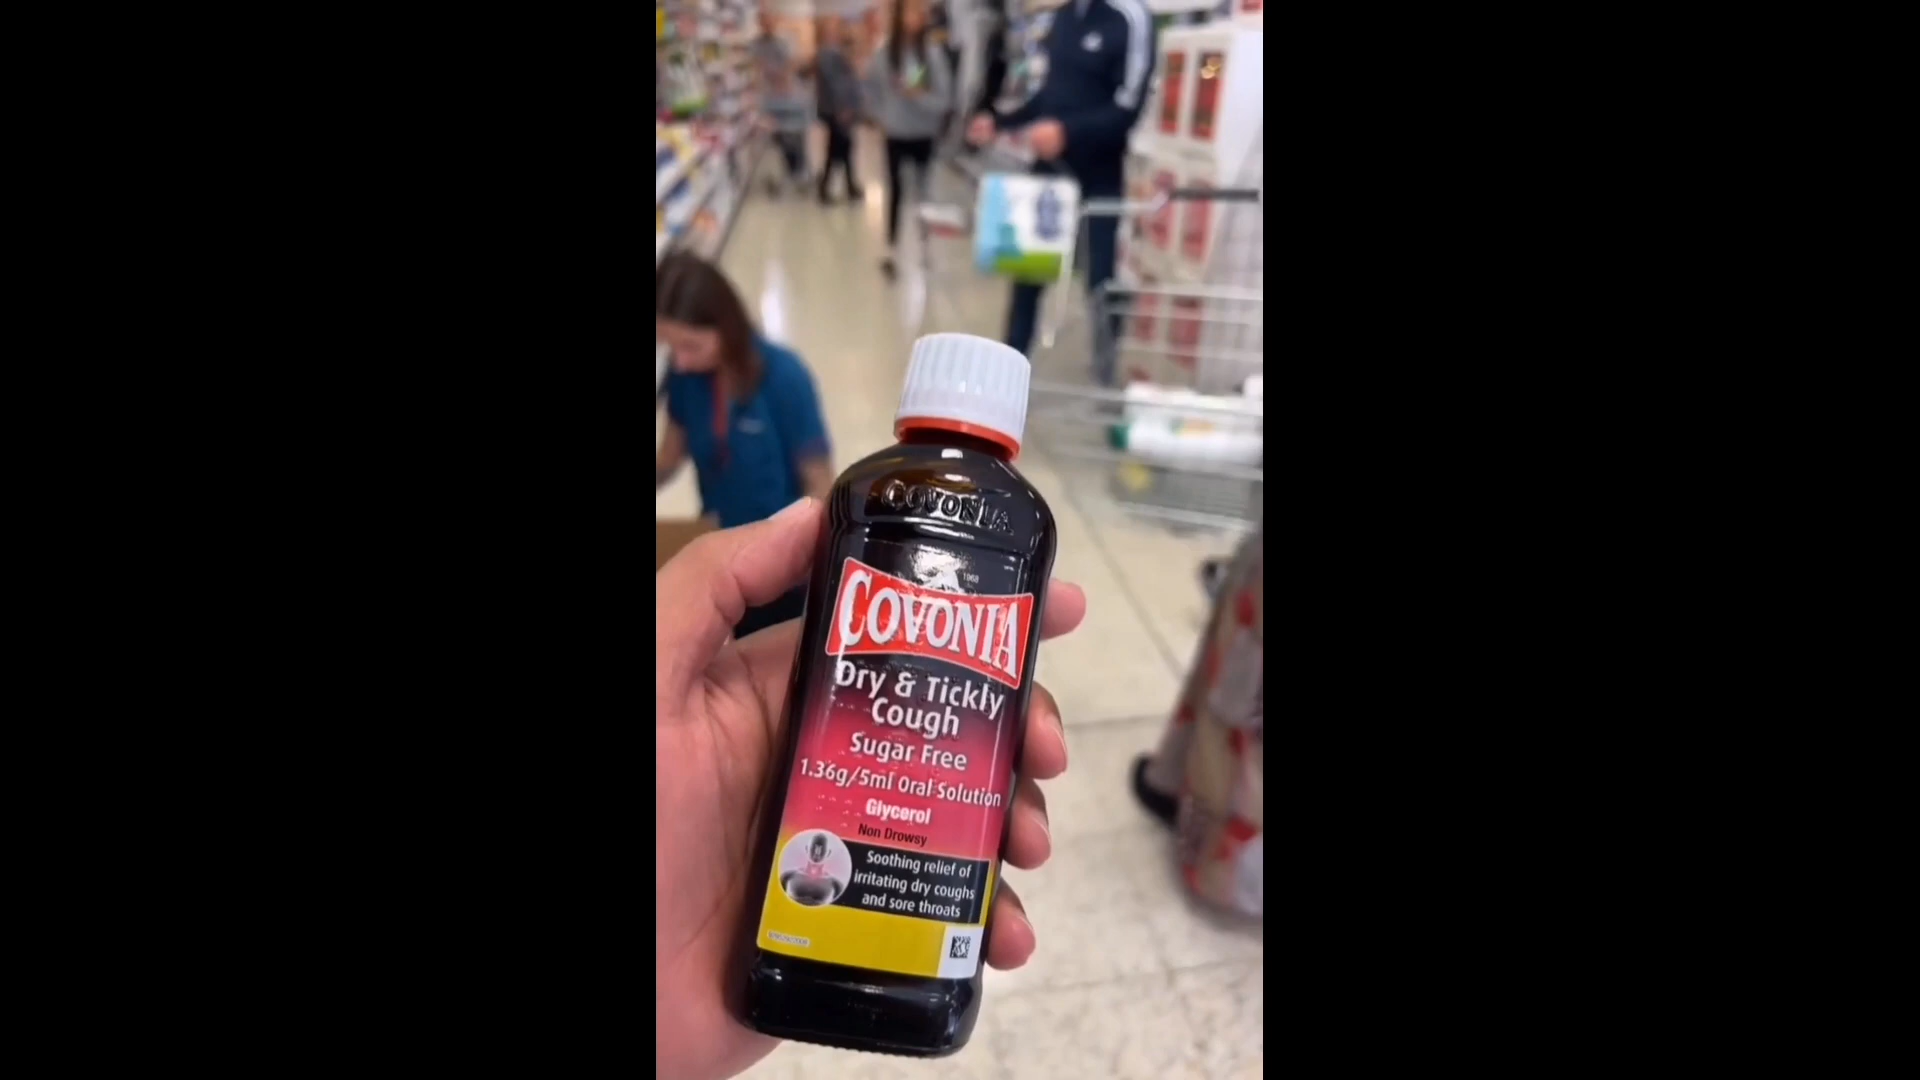 COVONIA
1968
COVONIA
Dry & Tickly
Cough
Sugar Free
1.36g/5ml Oral Solution
Glycerol
Non Drowsy
Soothing relief of
irritating dry coughs
and sore throats